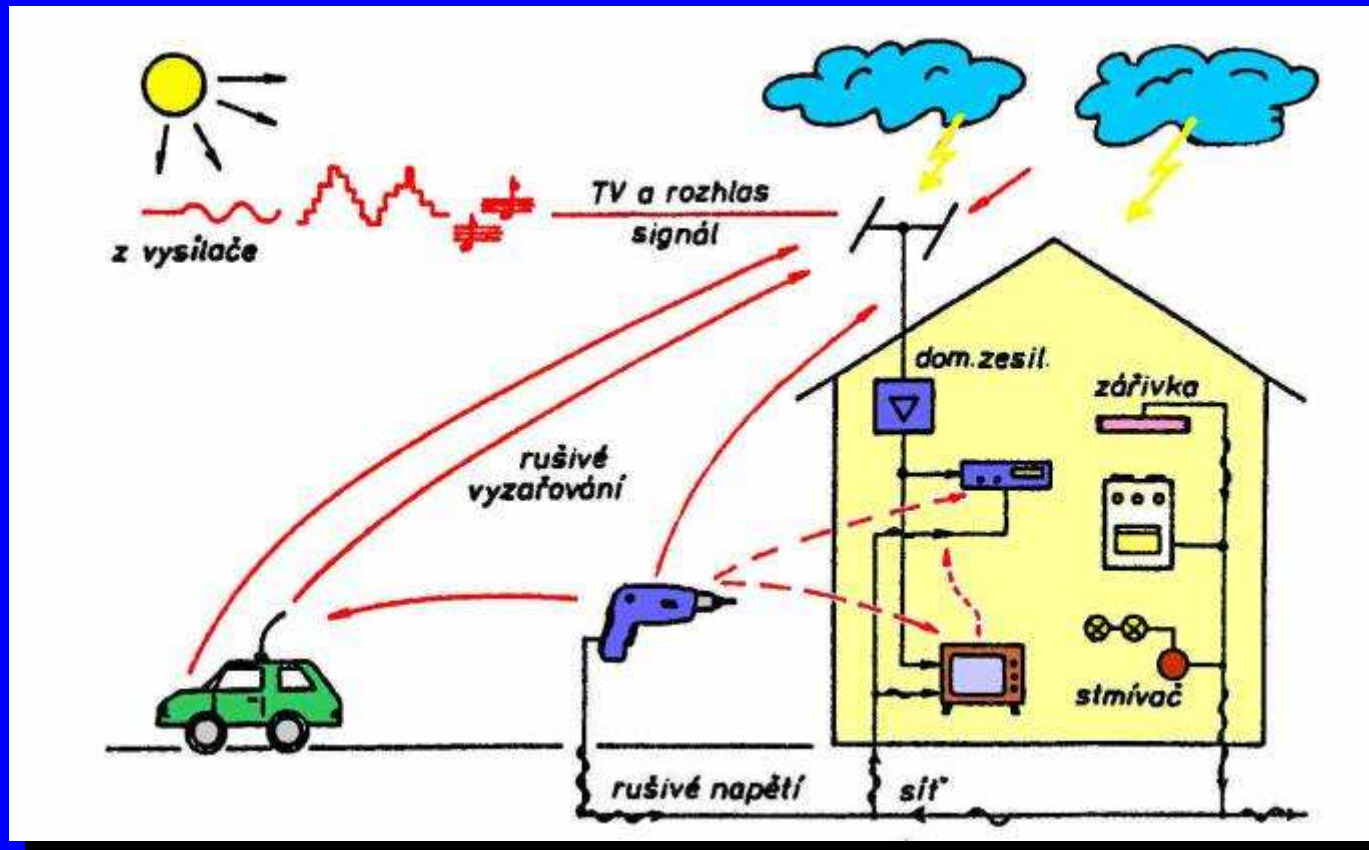 TV a rozhlas
signál
z vysílače
dom. zesil.
zářivka
rušivé
vyzařování
stmívač
rušivé napětí
síť